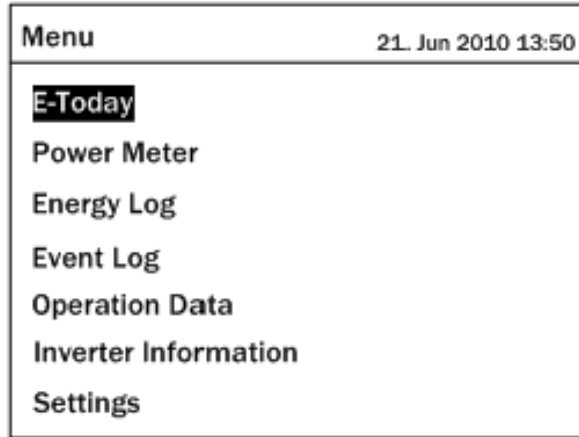 Menu 21. Jun 2010 13:50
E-Today
Power Meter
Energy Log
Event Log
Operation Data
Inverter Information
Settings